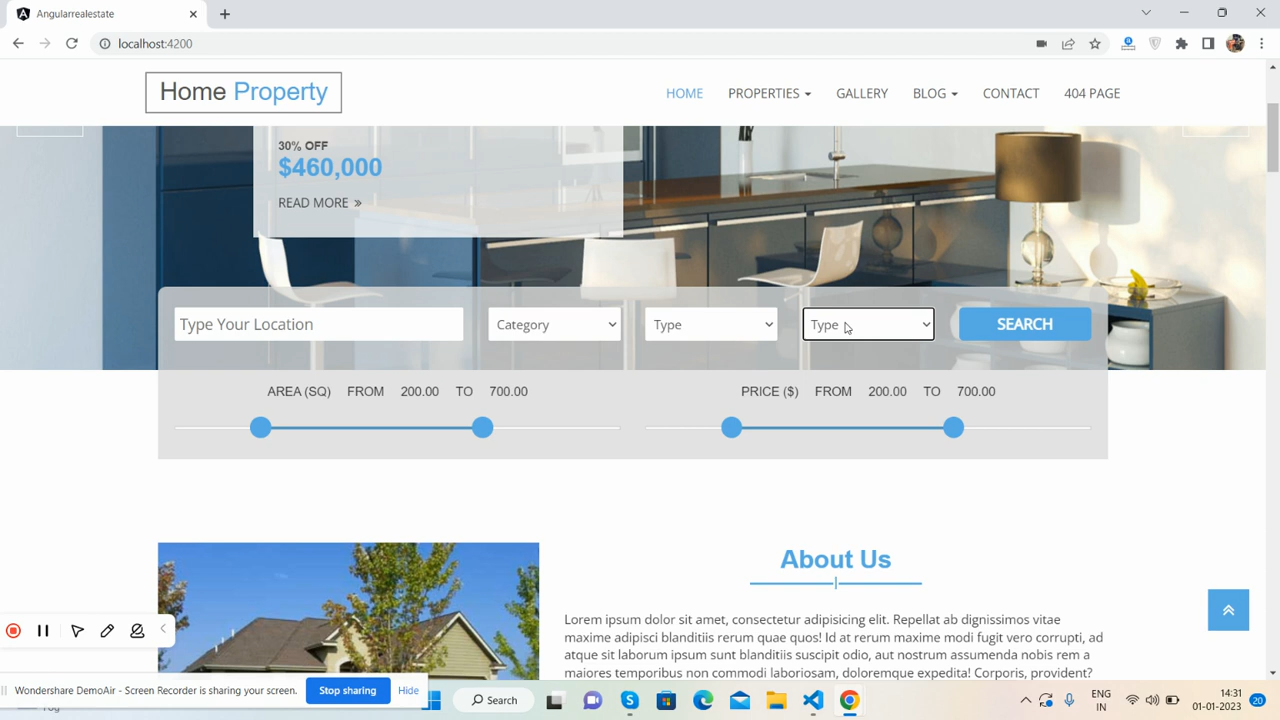 Angularrealestate
localhost:4200
Home Property
HOME PROPERTIES GALLERY BLOG CONTACT 404 PAGE
30% OFF
$460,000
READ MORE »
Type Your Location Category Type Type SEARCH
AREA (SQ) FROM 200.00 TO 700.00 PRICE ($) FROM 200.00 TO 700.00
About Us
Lorem ipsum dolor sit amet, consectetur adipisicing elit. Repellat ab dignissimos vitae
maxime adipisci blanditiis rerum quae quos! Id at rerum maxime modi fugit vero corrupti, ad
atque sit laborum ipsum sunt blanditiis suscipit odio, aut nostrum assumenda nobis rem a
maiores temporibus non commodi laboriosam, doloremque expedita! Corporis, provident?
Wondershare DemoAir - Screen Recorder is sharing your screen. Stop sharing Hide
Search
ENG
IN
14:31
01-01-2023
20